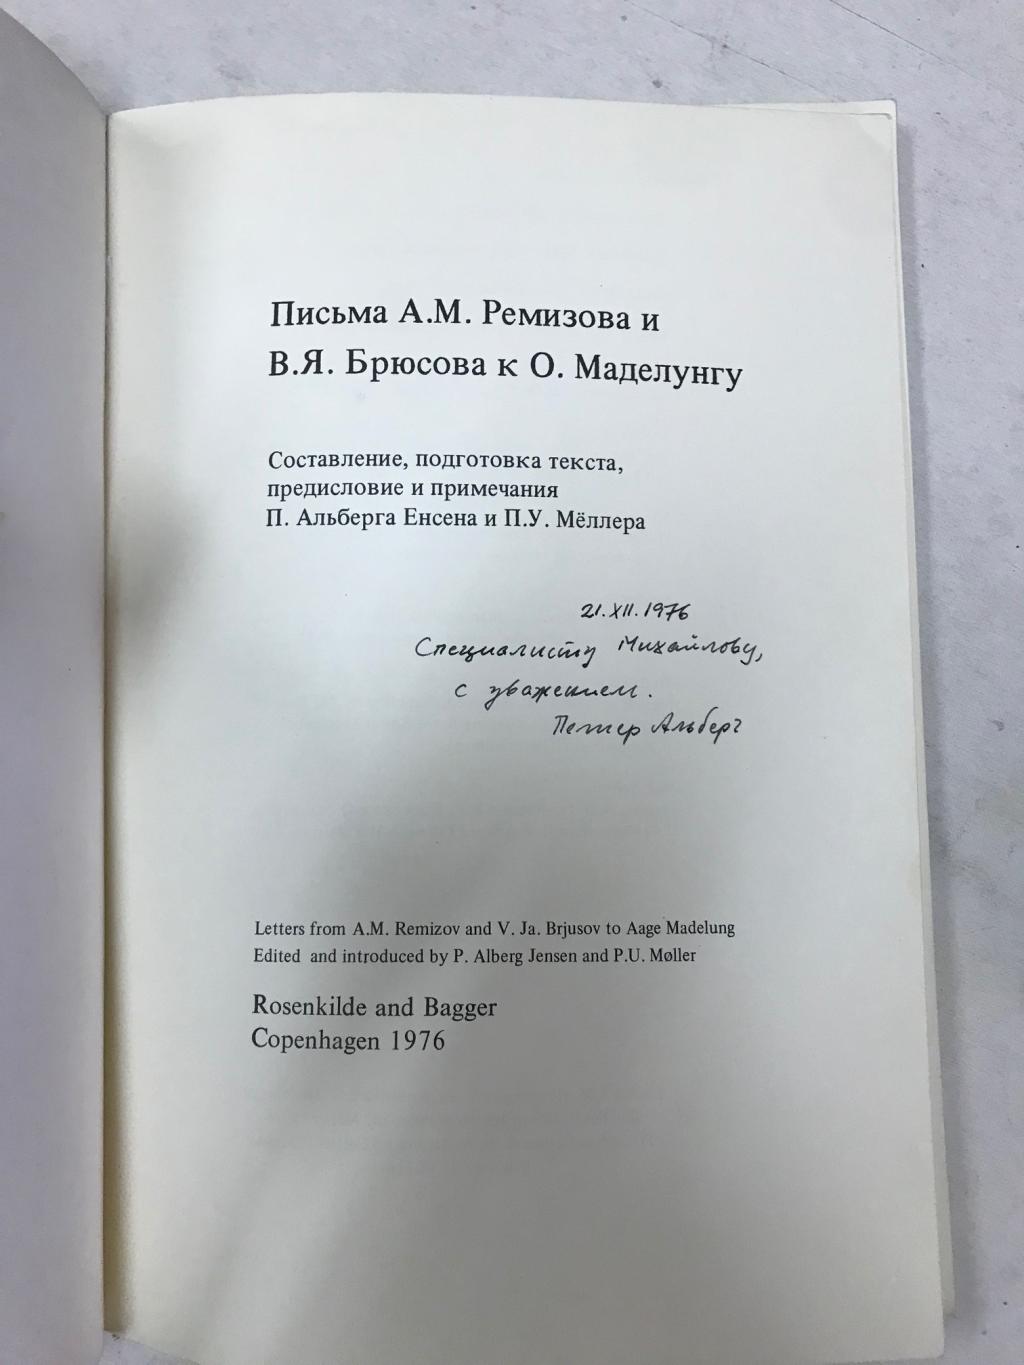 Письма А.М. Ремизова и
В.Я. Брюсова к О. Маделунгу
Составление, подготовка текста,
предисловие и примечания
П. Альберга Енсена и П.У. Мёллера
21.XII.1976
Специалисту Михайлову,
с уважением.
Петер Альберг
Letters from A.M. Remizov and V. Ja. Brjusov to Aage Madelung
Edited and introduced by P. Alberg Jensen and P.U. Møller
Rosenkilde and Bagger
Copenhagen 1976